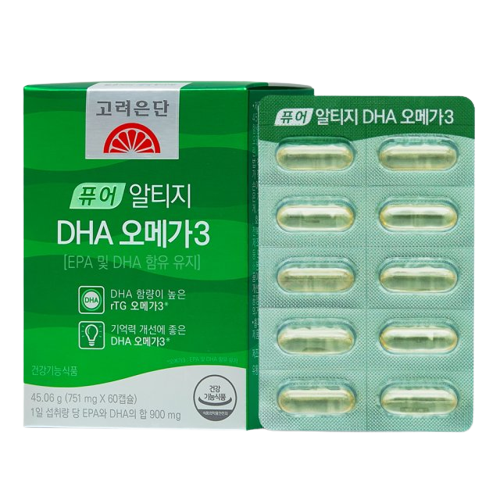 고려은단
퓨어 알티지
DHA 오메가3
[EPA 및 DHA 함유 유지]
DHA
DHA 함량이 높은
rTG 오메가3*
기억력 개선에 좋은
DHA 오메가3*
건강기능식품
45.06 g (751 mg X 60캡슐)
1일 섭취량 당 EPA와 DHA의 합 900 mg
건강
기능식품
퓨어 알티지 DHA 오메가3